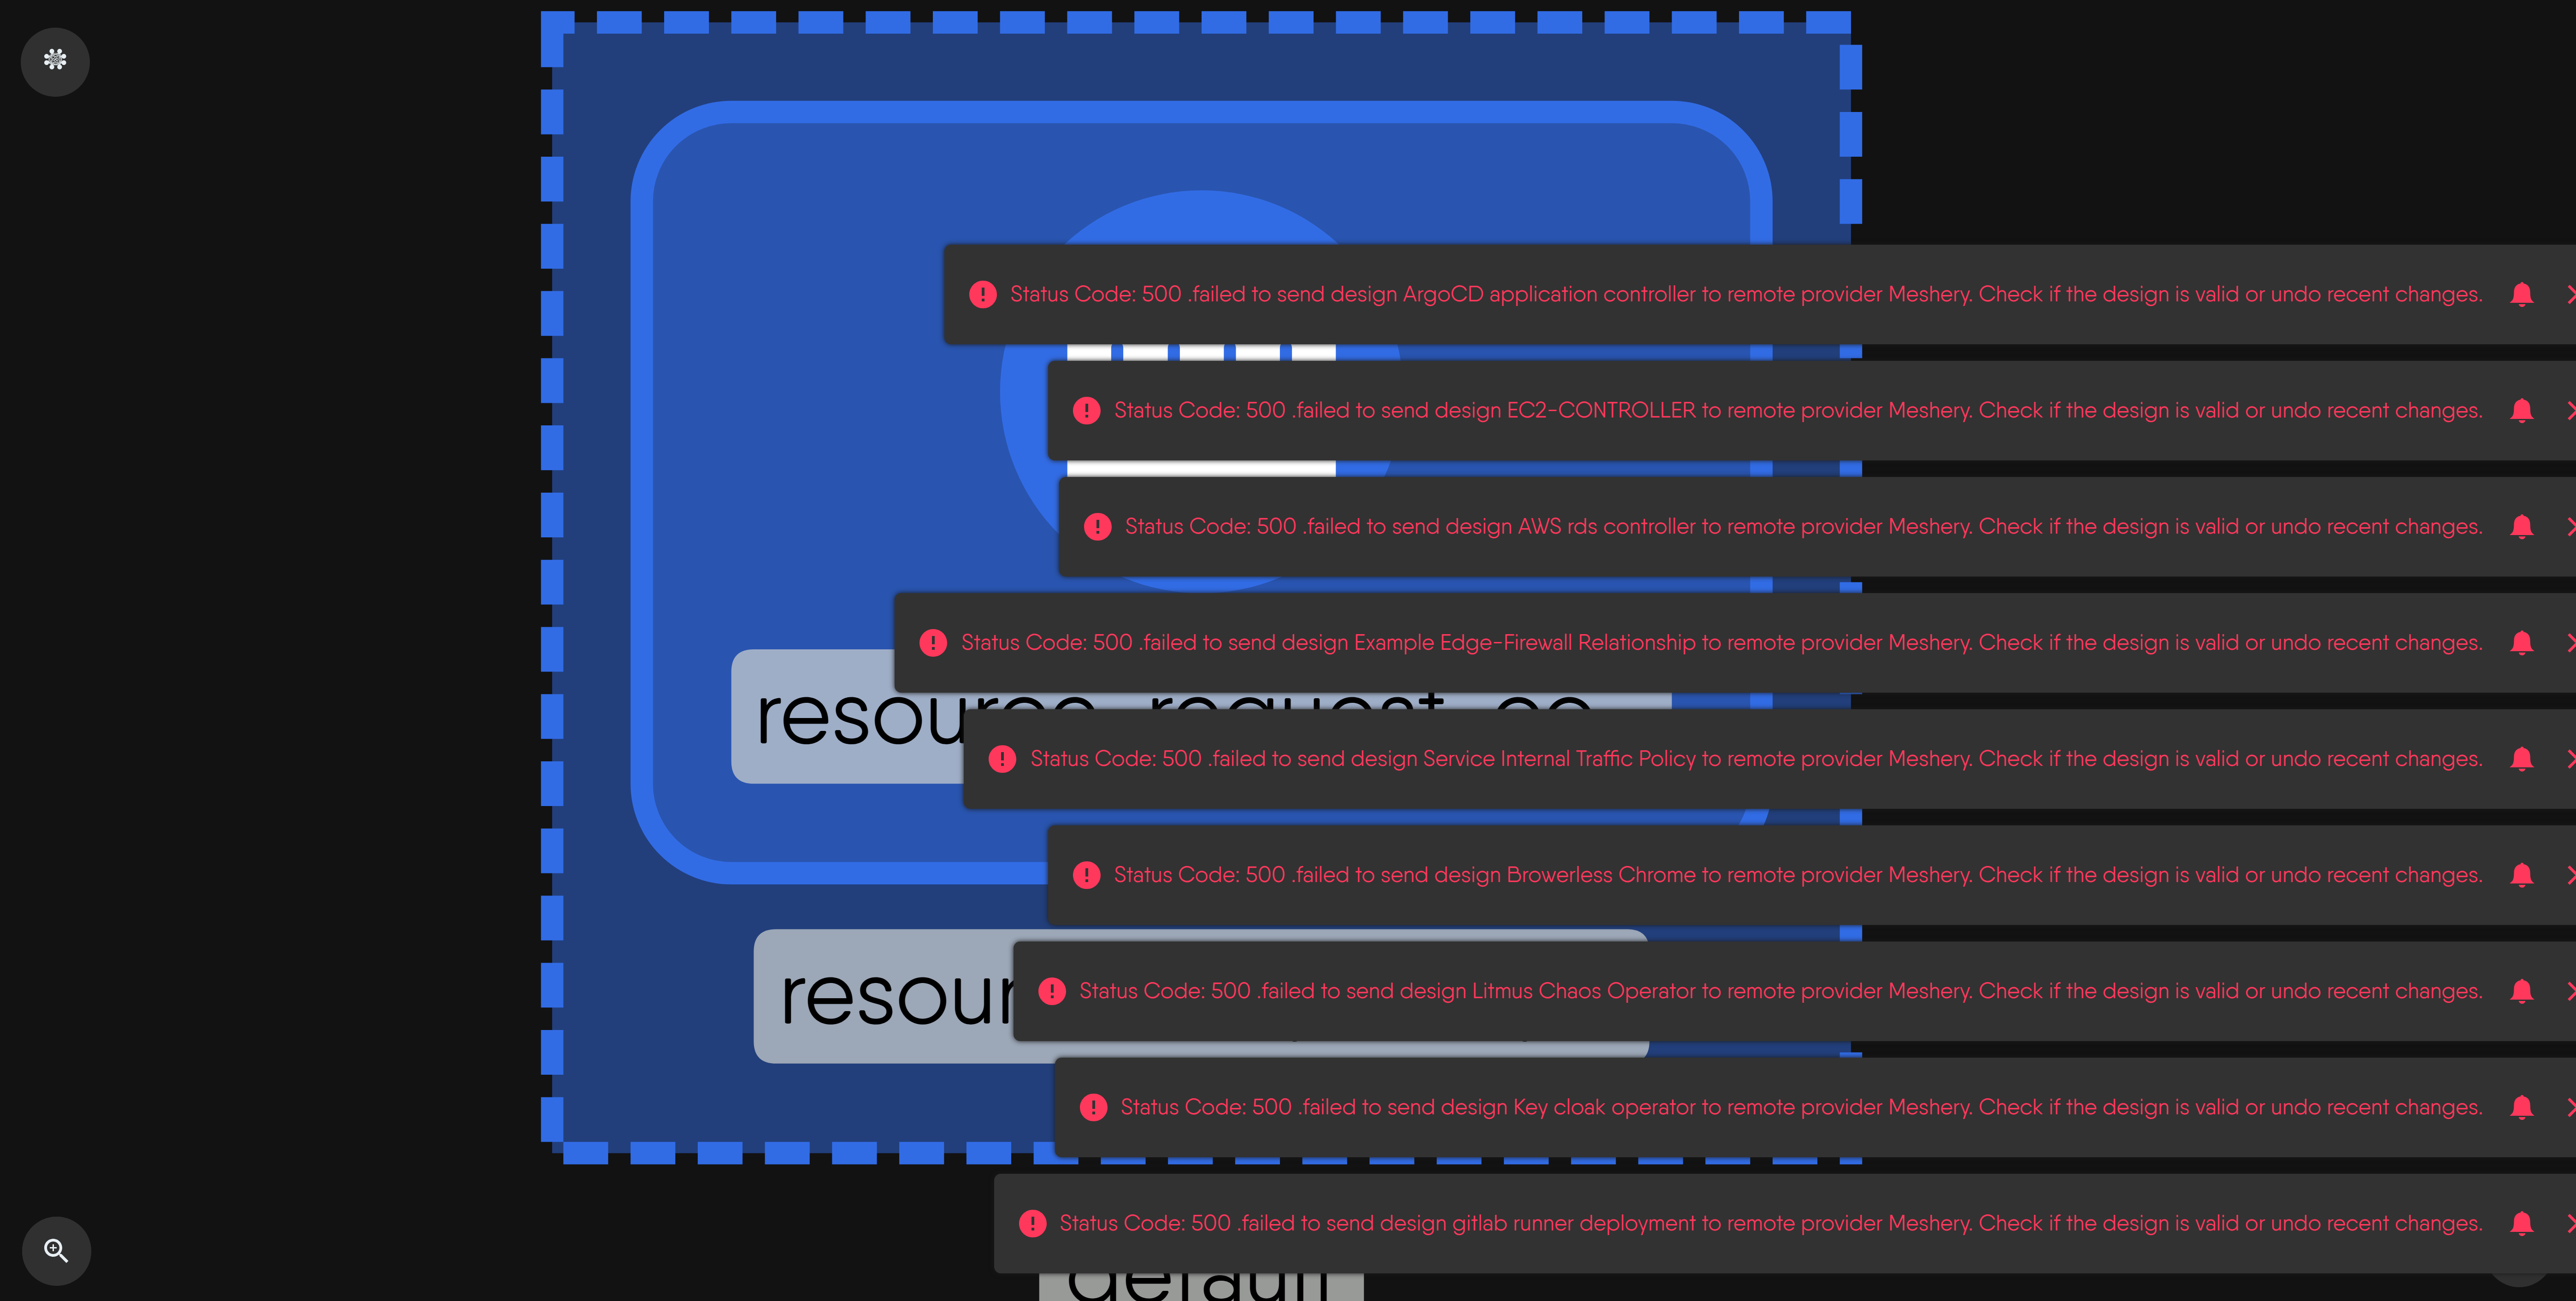 Status Code: 500 .failed to send design ArgoCD application controller to remote provider Meshery. Check if the design is valid or undo recent changes.
Status Code: 500 .failed to send design EC2-CONTROLLER to remote provider Meshery. Check if the design is valid or undo recent changes.
Status Code: 500 .failed to send design AWS rds controller to remote provider Meshery. Check if the design is valid or undo recent changes.
Status Code: 500 .failed to send design Example Edge-Firewall Relationship to remote provider Meshery. Check if the design is valid or undo recent changes.
resource request
Status Code: 500 .failed to send design Service Internal Traffic Policy to remote provider Meshery. Check if the design is valid or undo recent changes.
Status Code: 500 .failed to send design Browerless Chrome to remote provider Meshery. Check if the design is valid or undo recent changes.
resour
Status Code: 500 .failed to send design Litmus Chaos Operator to remote provider Meshery. Check if the design is valid or undo recent changes.
Status Code: 500 .failed to send design Key cloak operator to remote provider Meshery. Check if the design is valid or undo recent changes.
Status Code: 500 .failed to send design gitlab runner deployment to remote provider Meshery. Check if the design is valid or undo recent changes.
default